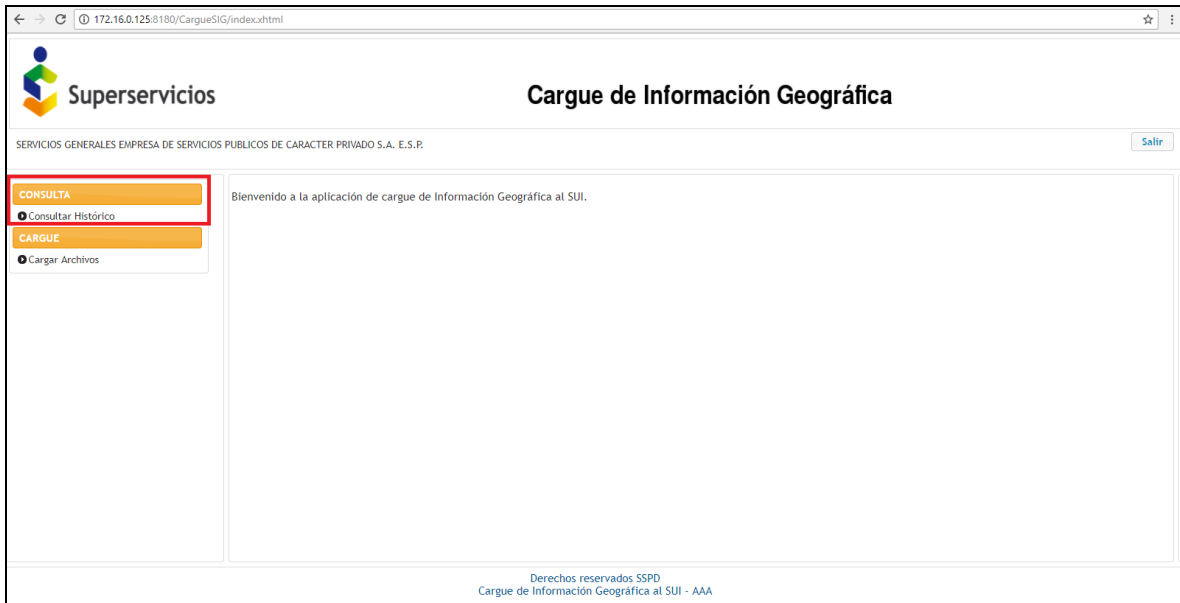 172.16.0.125:8180/CargueSIG/index.xhtml
Superservicios
Cargue de Información Geográfica
SERVICIOS GENERALES EMPRESA DE SERVICIOS PUBLICOS DE CARACTER PRIVADO S.A. E.S.P.
Salir
CONSULTA
Consultar Histórico
CARGUE
Cargar Archivos
Bienvenido a la aplicación de cargue de Información Geográfica al SUI.
Derechos reservados SSPD
Cargue de Información Geográfica al SUI - AAA